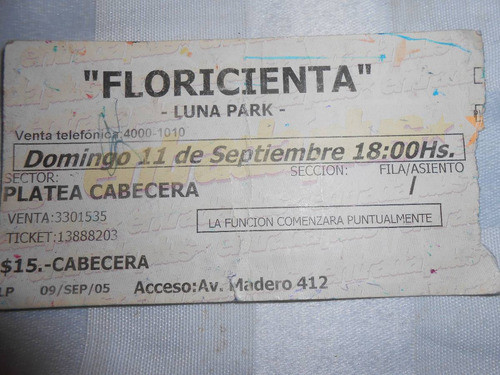 "FLORICIENTA"
- LUNA PARK -
Venta telefónica:4000-1010
Domingo 11 de Septiembre 18:00Hs.
SECTOR: SECCION: FILA/ASIENTO
PLATEA CABECERA /
VENTA:3301535
LA FUNCION COMENZARA PUNTUALMENTE
TICKET:13888203
$15.-CABECERA
LP 09/SEP/05 Acceso:Av. Madero 412